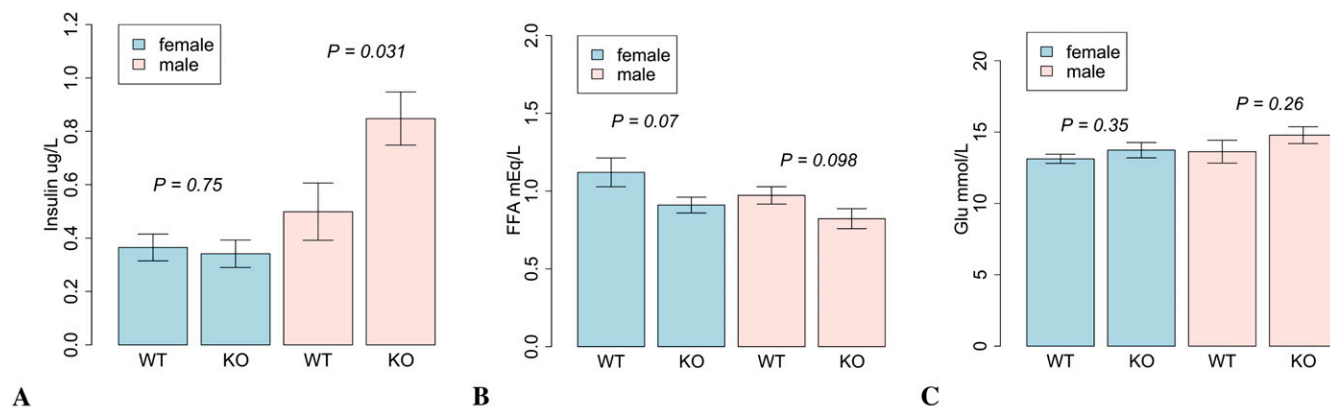 Insulin ug/L
1.2
1.0
0.8
0.6
0.4
0.2
0.0
female
male
P = 0.031
P = 0.75
WT KO WT KO
A
FFA mEq/L
2.0
1.5
1.0
0.5
0.0
female
male
P = 0.07
P = 0.098
WT KO WT KO
B
Glu mmol/L
20
15
10
5
0
female
male
P = 0.26
P = 0.35
WT KO WT KO
C